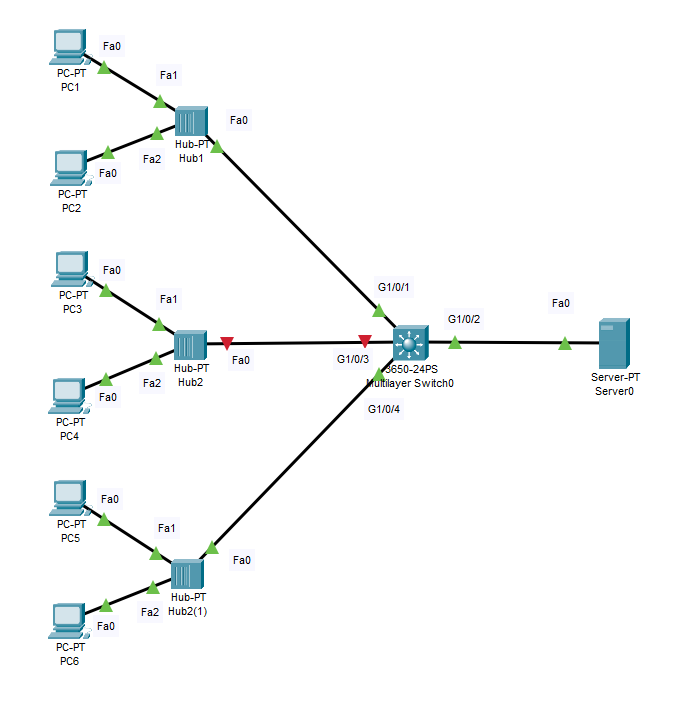 Fa0
PC-PT
PC1
Fa1
Fa0
Hub-PT
Hub1
Fa2
Fa0
PC-PT
PC2
Fa0
PC-PT
PC3
Fa1
G1/0/1
G1/0/2
Fa0
Hub-PT
Hub2
Fa0
G1/0/3
3650-24PS
Multilayer Switch0
Server-PT
Server0
Fa2
Fa0
PC-PT
PC4
G1/0/4
Fa0
PC-PT
PC5
Fa1
Fa0
Hub-PT
Hub2(1)
Fa2
Fa0
PC-PT
PC6